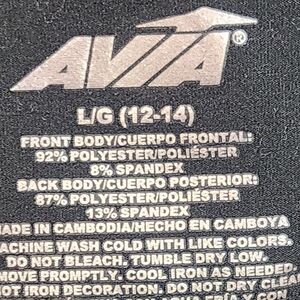 AVIA®
L/G (12-14)
FRONT BODY/CUERPO FRONTAL:
92% POLYESTER/POLIÉSTER
8% SPANDEX
BACK BODY/CUERPO POSTERIOR:
87% POLYESTER/POLIÉSTER
13% SPANDEX
MADE IN CAMBODIA/HECHO EN CAMBOYA
MACHINE WASH COLD WITH LIKE COLORS.
DO NOT BLEACH. TUMBLE DRY LOW.
REMOVE PROMPTLY. COOL IRON AS NEEDED.
NOT IRON DECORATION. DO NOT DRY CLEAN